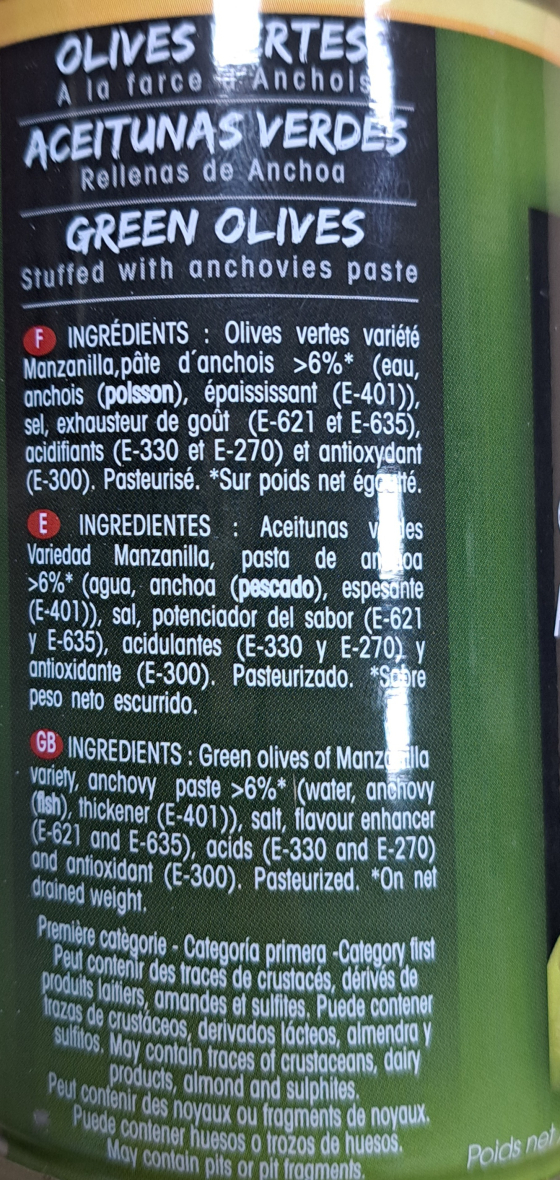 OLIVES
A la farce d'Anchois
ACEITUNAS VERDES
Rellenas de Anchoa
GREEN OLIVES
Stuffed with anchovies paste
F INGRÉDIENTS : Olives vertes variété
Manzanilla,pâte d´anchois >6%* (eau,
anchois (poisson), épaississant (E-401)),
sel, exhausteur de goût (E-621 et E-635),
acidifiants (E-330 et E-270) et antioxydant
(E-300). Pasteurisé. *Sur poids net égoutté.
E INGREDIENTES : Aceitunas verdes
Variedad Manzanilla, pasta de anchoa
>6%* (agua, anchoa (pescado), espesante
(E-401)), sal, potenciador del sabor (E-621
y E-635), acidulantes (E-330 y E-270) y
antioxidante (E-300). Pasteurizado. *Sobre
peso neto escurrido.
GB INGREDIENTS : Green olives of Manzanilla
variety, anchovy paste >6%* (water, anchovy
(fish), thickener (E-401)), salt, flavour enhancer
(E-621 and E-635), acids (E-330 and E-270)
and antioxidant (E-300). Pasteurized. *On net
drained weight.
Première catègorie - Categoría primera -Category first
Peut contenir des traces de crustacés, dérivés de
produits laitiers, amandes et sulfites. Puede contener
trazas de crustáceos, derivados lácteos, almendra y
sulfitos. May contain traces of crustaceans, dairy
products, almond and sulphites.
Peut contenir des noyaux ou fragments de noyaux.
Puede contener huesos o trozos de huesos.
May contain pits or pit fragments.
Poids net